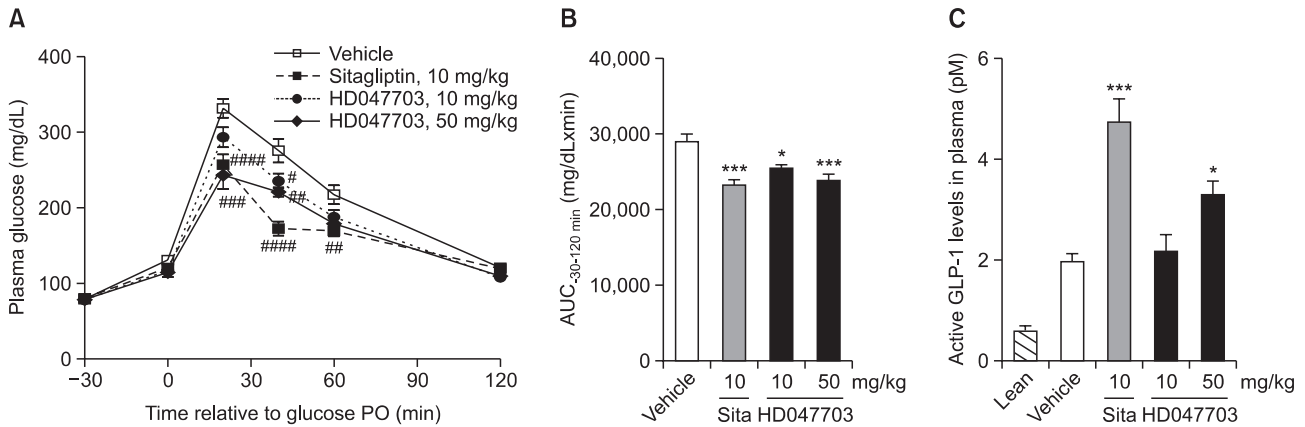 A
Plasma glucose (mg/dL)
400
300
200
100
0
−30
0
30
60
90
120
Time relative to glucose PO (min)
Vehicle
Sitagliptin, 10 mg/kg
HD047703, 10 mg/kg
HD047703, 50 mg/kg
####
###
#
##
####
##
B
AUC-30-120 min (mg/dLxmin)
40,000
30,000
20,000
10,000
0
***
*
***
Vehicle
10 10 50 mg/kg
Sita HD047703
C
Active GLP-1 levels in plasma (pM)
6
4
2
0
***
*
Lean
Vehicle
10 10 50 mg/kg
Sita HD047703